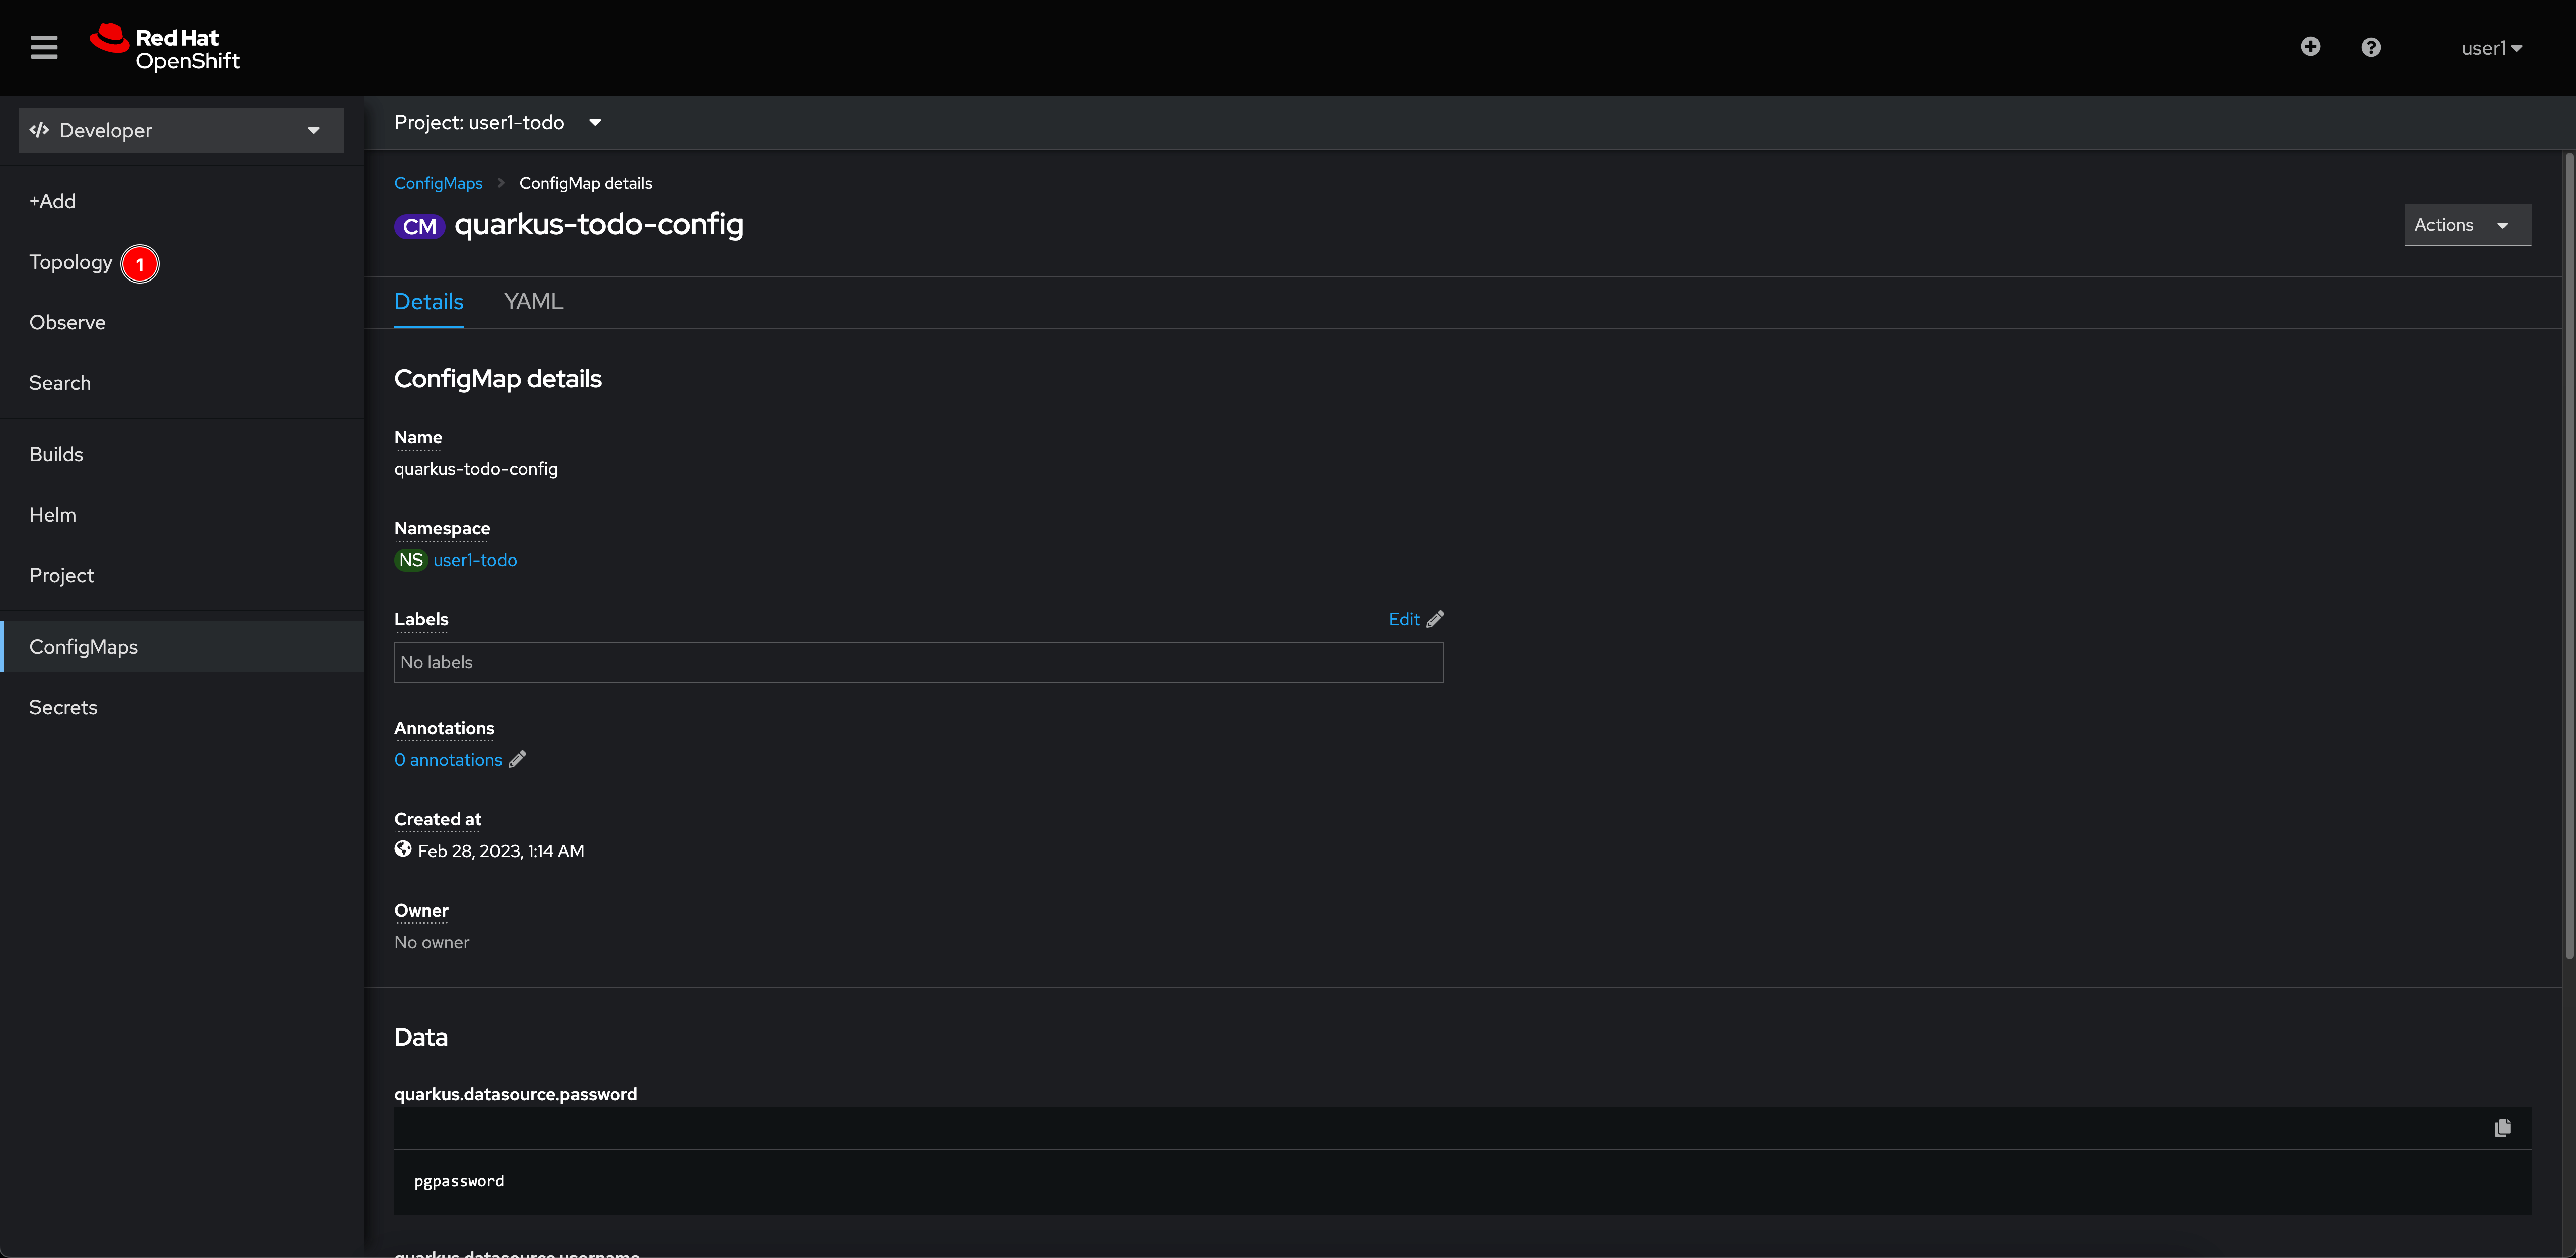 Red Hat
OpenShift
user1
Developer
Project: user1-todo
+Add
Topology 1
Observe
Search
Builds
Helm
Project
ConfigMaps
Secrets
ConfigMaps > ConfigMap details
CM quarkus-todo-config
Actions
Details YAML
ConfigMap details
Name
quarkus-todo-config
Namespace
NS user1-todo
Labels Edit
No labels
Annotations
0 annotations
Created at
Feb 28, 2023, 1:14 AM
Owner
No owner
Data
quarkus.datasource.password
pgpassword
quarkus.datasource.username